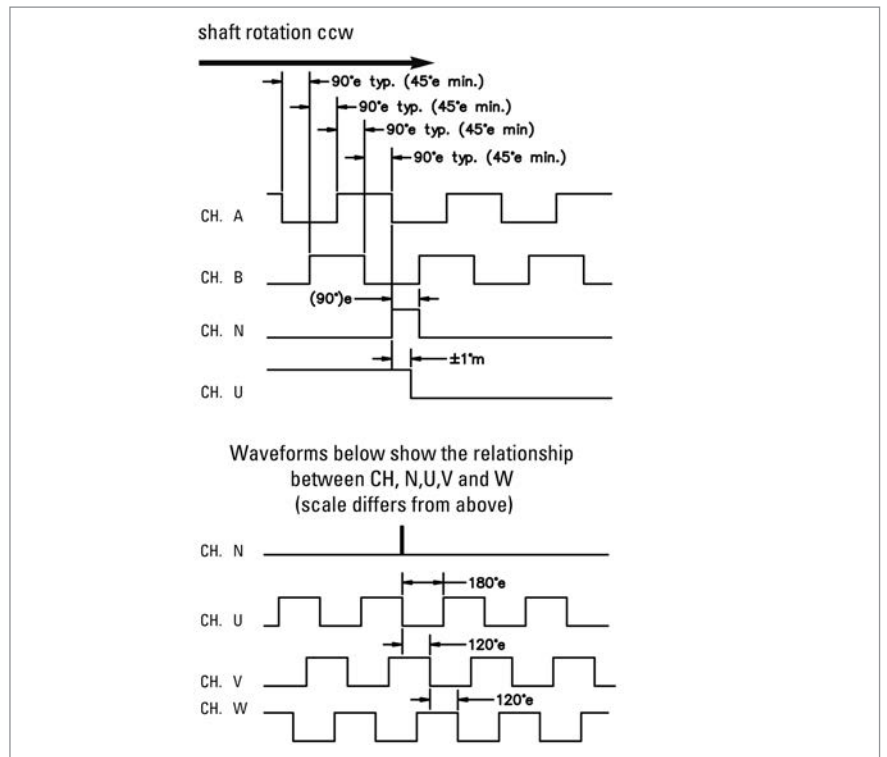 shaft rotation ccw
90°e typ. (45°e min.)
90°e typ. (45°e min.)
90°e typ. (45°e min)
90°e typ. (45°e min.)
CH. A
CH. B
(90°)e
CH. N
±1°m
CH. U
Waveforms below show the relationship
between CH, N,U,V and W
(scale differs from above)
CH. N
180°e
CH. U
120°e
CH. V
120°e
CH. W